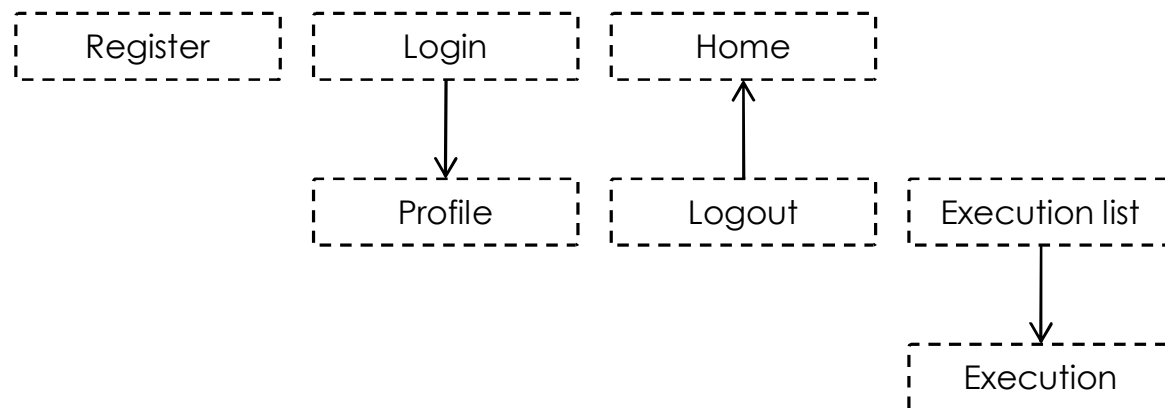 Register
Login
Home
Profile
Logout
Execution list
Execution